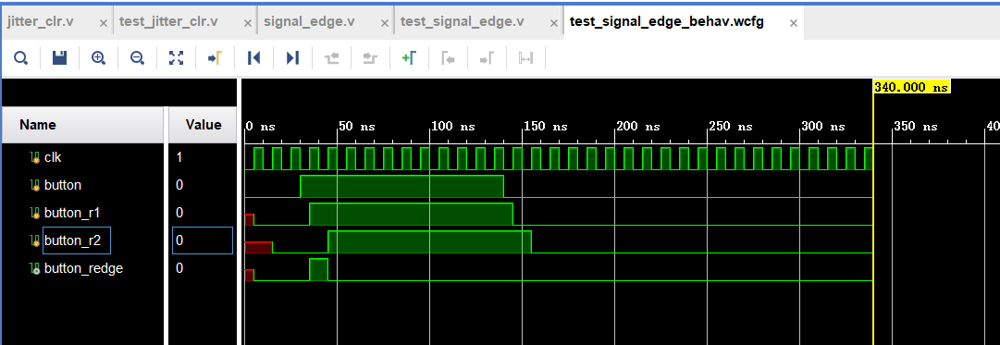 jitter_clr.v × test_jitter_clr.v × signal_edge.v × test_signal_edge.v × test_signal_edge_behav.wcfg ×
340.000 ns
Name Value 0 ns 50 ns 100 ns 150 ns 200 ns 250 ns 300 ns 350 ns 40
clk 1
button 0
button_r1 0
button_r2 0
button_redge 0